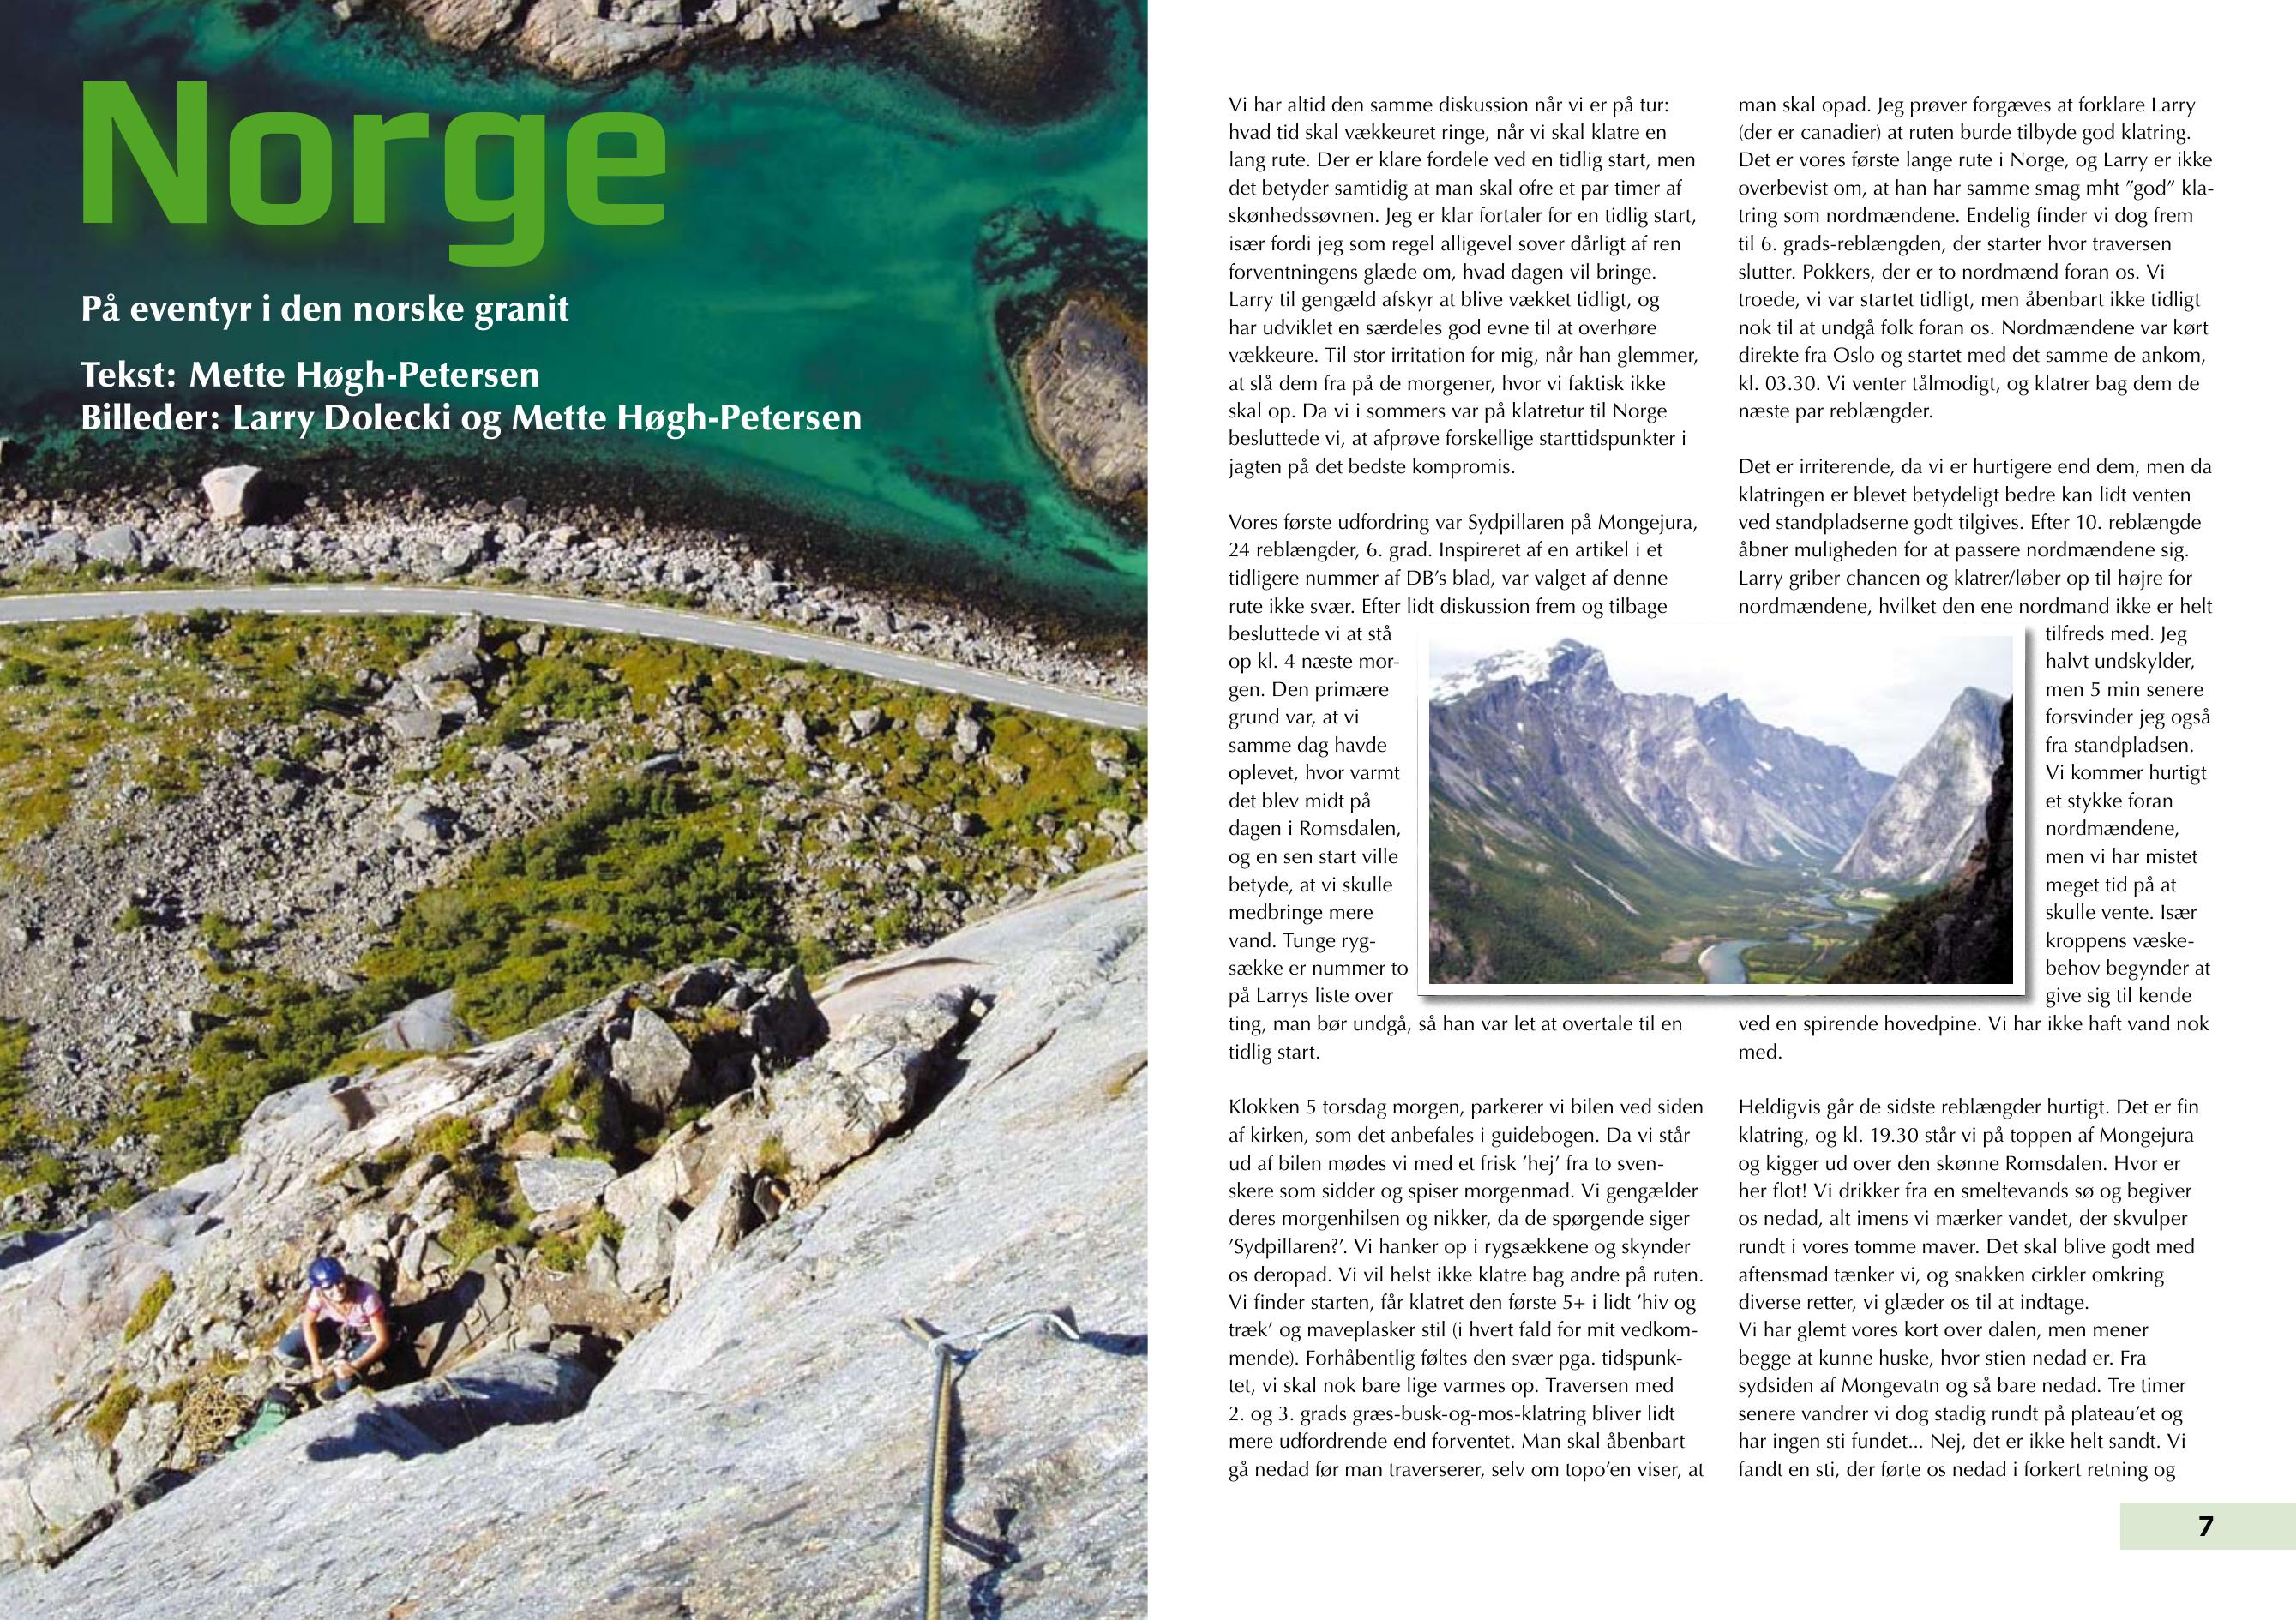 Norge
På eventyr i den norske granit
Tekst: Mette Høgh-Petersen
Billeder: Larry Dolecki og Mette Høgh-Petersen
Vi har altid den samme diskussion når vi er på tur:
hvad tid skal vækkeuret ringe, når vi skal klatre en
lang rute. Der er klare fordele ved en tidlig start, men
det betyder samtidig at man skal ofre et par timer af
skønhedssøvnen. Jeg er klar fortaler for en tidlig start,
især fordi jeg som regel alligevel sover dårligt af ren
forventningens glæde om, hvad dagen vil bringe.
Larry til gengæld afskyr at blive vækket tidligt, og
har udviklet en særdeles god evne til at overhøre
vækkeure. Til stor irritation for mig, når han glemmer,
at slå dem fra på de morgener, hvor vi faktisk ikke
skal op. Da vi i sommers var på klatretur til Norge
besluttede vi, at afprøve forskellige starttidspunkter i
jagten på det bedste kompromis.
Vores første udfordring var Sydpillaren på Mongejura,
24 reblængder, 6. grad. Inspireret af en artikel i et
tidligere nummer af DB’s blad, var valget af denne
rute ikke svær. Efter lidt diskussion frem og tilbage
besluttede vi at stå
op kl. 4 næste mor-
gen. Den primære
grund var, at vi
samme dag havde
oplevet, hvor varmt
det blev midt på
dagen i Romsdalen,
og en sen start ville
betyde, at vi skulle
medbringe mere
vand. Tunge ryg-
sække er nummer to
på Larrys liste over
ting, man bør undgå, så han var let at overtale til en
tidlig start.
Klokken 5 torsdag morgen, parkerer vi bilen ved siden
af kirken, som det anbefales i guidebogen. Da vi står
ud af bilen mødes vi med et frisk ’hej’ fra to sven-
skere som sidder og spiser morgenmad. Vi gengælder
deres morgenhilsen og nikker, da de spørgende siger
’Sydpillaren?’. Vi hanker op i rygsækkene og skynder
os deropad. Vi vil helst ikke klatre bag andre på ruten.
Vi finder starten, får klatret den første 5+ i lidt ’hiv og
træk’ og maveplasker stil (i hvert fald for mit vedkom-
mende). Forhåbentlig føltes den svær pga. tidspunk-
tet, vi skal nok bare lige varmes op. Traversen med
2. og 3. grads græs-busk-og-mos-klatring bliver lidt
mere udfordrende end forventet. Man skal åbenbart
gå nedad før man traverserer, selv om topo’en viser, at
man skal opad. Jeg prøver forgæves at forklare Larry
(der er canadier) at ruten burde tilbyde god klatring.
Det er vores første lange rute i Norge, og Larry er ikke
overbevist om, at han har samme smag mht ”god” kla-
tring som nordmændene. Endelig finder vi dog frem
til 6. grads-reblængden, der starter hvor traversen
slutter. Pokkers, der er to nordmænd foran os. Vi
troede, vi var startet tidligt, men åbenbart ikke tidligt
nok til at undgå folk foran os. Nordmændene var kørt
direkte fra Oslo og startet med det samme de ankom,
kl. 03.30. Vi venter tålmodigt, og klatrer bag dem de
næste par reblængder.
Det er irriterende, da vi er hurtigere end dem, men da
klatringen er blevet betydeligt bedre kan lidt venten
ved standpladserne godt tilgives. Efter 10. reblængde
åbner muligheden for at passere nordmændene sig.
Larry griber chancen og klatrer/løber op til højre for
nordmændene, hvilket den ene nordmand ikke er helt
tilfreds med. Jeg
halvt undskylder,
men 5 min senere
forsvinder jeg også
fra standpladsen.
Vi kommer hurtigt
et stykke foran
nordmændene,
men vi har mistet
meget tid på at
skulle vente. Især
kroppens væske-
behov begynder at
give sig til kende
ved en spirende hovedpine. Vi har ikke haft vand nok
med.
Heldigvis går de sidste reblængder hurtigt. Det er fin
klatring, og kl. 19.30 står vi på toppen af Mongejura
og kigger ud over den skønne Romsdalen. Hvor er
her flot! Vi drikker fra en smeltevands sø og begiver
os nedad, alt imens vi mærker vandet, der skvulper
rundt i vores tomme maver. Det skal blive godt med
aftensmad tænker vi, og snakken cirkler omkring
diverse retter, vi glæder os til at indtage.
Vi har glemt vores kort over dalen, men mener
begge at kunne huske, hvor stien nedad er. Fra
sydsiden af Mongevatn og så bare nedad. Tre timer
senere vandrer vi dog stadig rundt på plateau’et og
har ingen sti fundet... Nej, det er ikke helt sandt. Vi
fandt en sti, der førte os nedad i forkert retning og
7